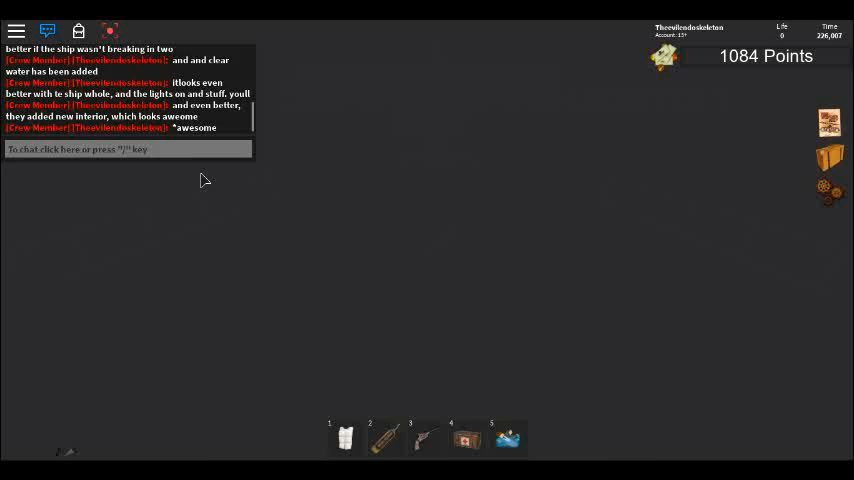 Theevilendoskeleton
Account: 13+
Life
0
Time
226,007
1084 Points
better if the ship wasn't breaking in two
[Crew Member] [Theevilendoskeleton]: and and clear
water has been added
[Crew Member] [Theevilendoskeleton]: itlooks even
better with te ship whole, and the lights on and stuff. youll
[Crew Member] [Theevilendoskeleton]: and even better,
they added new interior, which looks aweome
[Crew Member] [Theevilendoskeleton]: *awesome
To chat click here or press "/" key
1 2 3 4 5